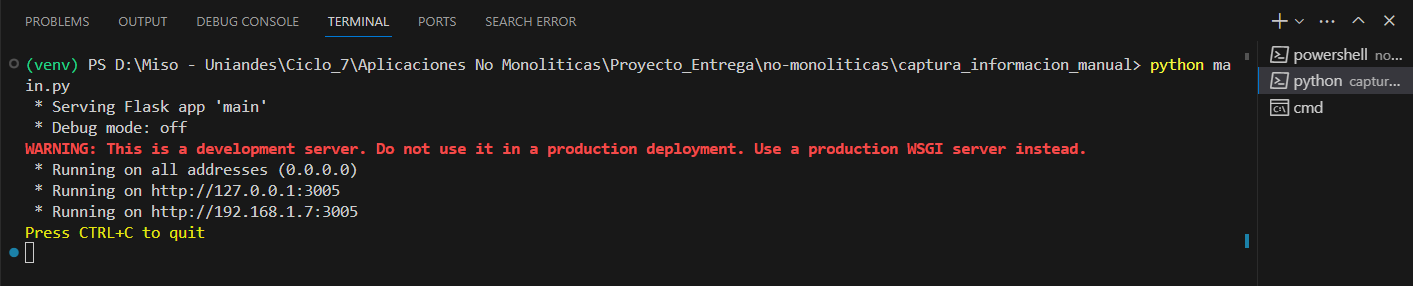 PROBLEMS OUTPUT DEBUG CONSOLE TERMINAL PORTS SEARCH ERROR
(venv) PS D:\Miso - Uniandes\Ciclo_7\Aplicaciones No Monoliticas\Proyecto_Entrega\no-monoliticas\captura_informacion_manual> python ma
in.py
 * Serving Flask app 'main'
 * Debug mode: off
WARNING: This is a development server. Do not use it in a production deployment. Use a production WSGI server instead.
 * Running on all addresses (0.0.0.0)
 * Running on http://127.0.0.1:3005
 * Running on http://192.168.1.7:3005
Press CTRL+C to quit
powershell no...
python captur...
cmd